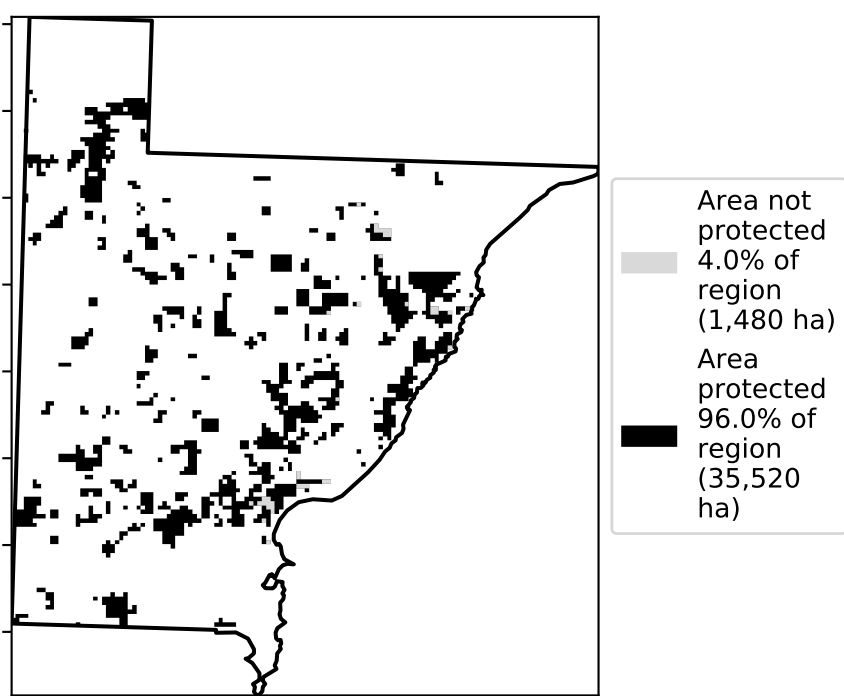 Area not
protected
4.0% of
region
(1,480 ha)
Area
protected
96.0% of
region
(35,520
ha)